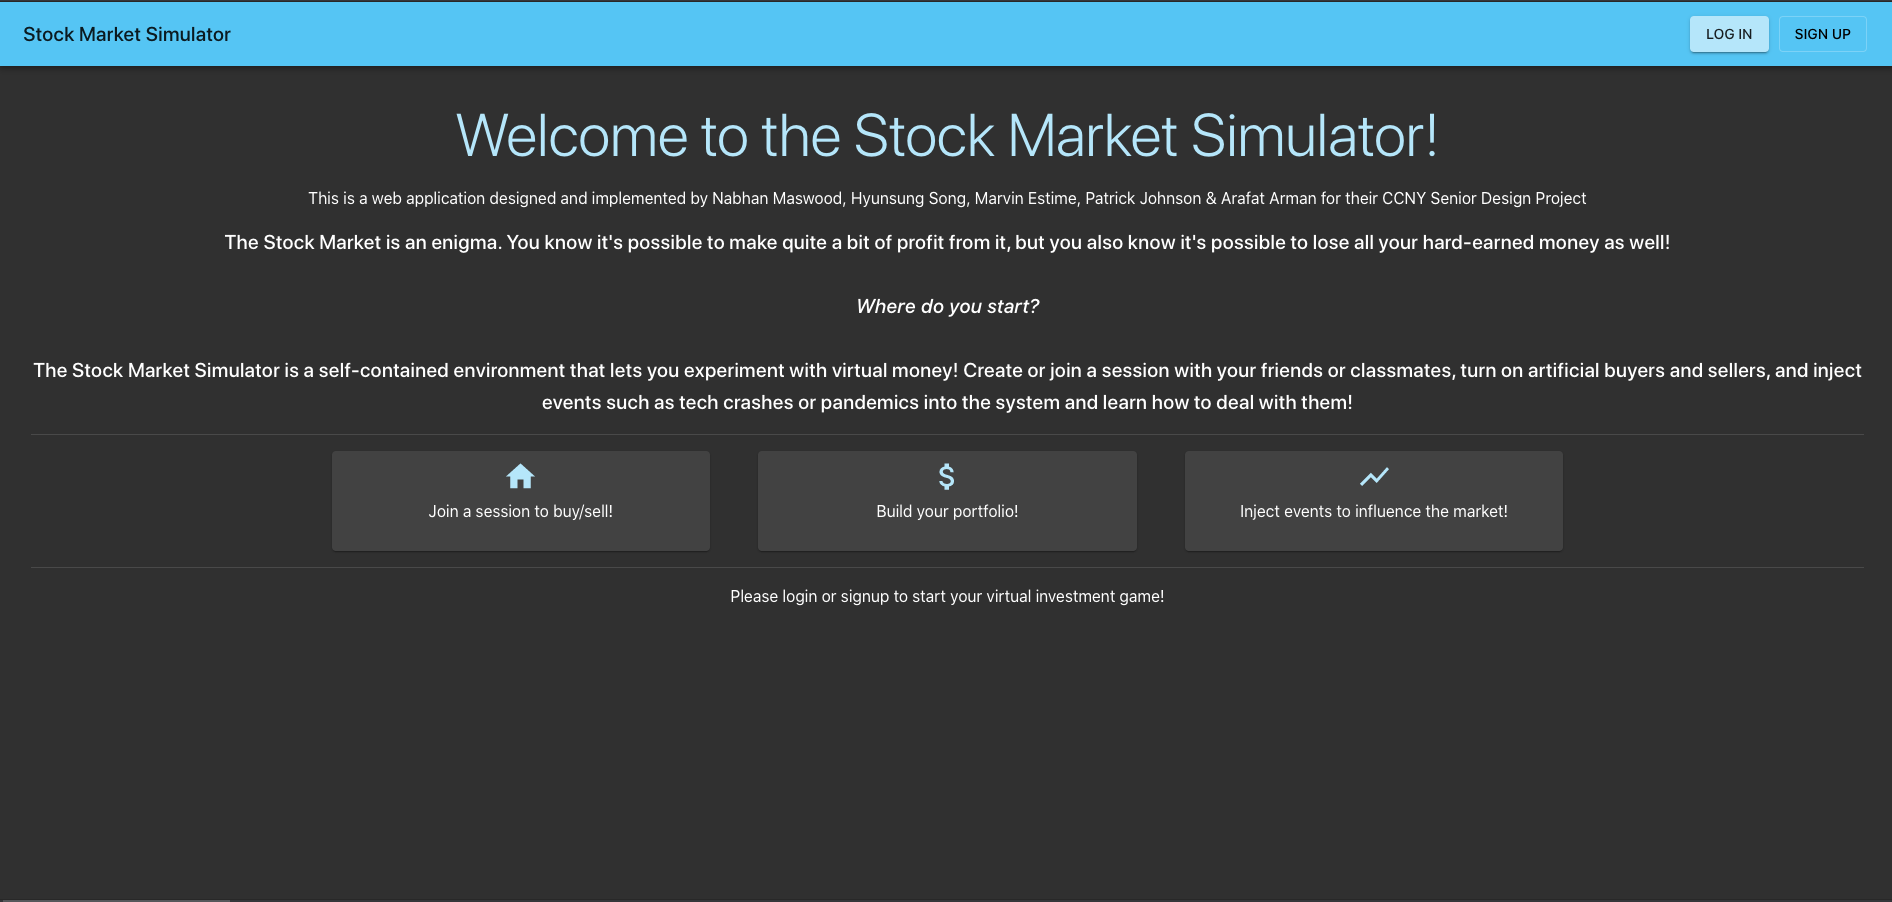 Stock Market Simulator
LOG IN
SIGN UP
Welcome to the Stock Market Simulator!
This is a web application designed and implemented by Nabhan Maswood, Hyunsung Song, Marvin Estime, Patrick Johnson & Arafat Arman for their CCNY Senior Design Project
The Stock Market is an enigma. You know it's possible to make quite a bit of profit from it, but you also know it's possible to lose all your hard-earned money as well!
Where do you start?
The Stock Market Simulator is a self-contained environment that lets you experiment with virtual money! Create or join a session with your friends or classmates, turn on artificial buyers and sellers, and inject
events such as tech crashes or pandemics into the system and learn how to deal with them!
Join a session to buy/sell!
Build your portfolio!
Inject events to influence the market!
Please login or signup to start your virtual investment game!